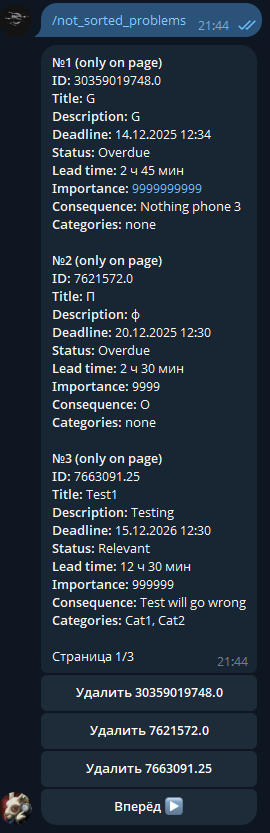 /not_sorted_problems
21:44
№1 (only on page)
ID: 30359019748.0
Title: G
Description: G
Deadline: 14.12.2025 12:34
Status: Overdue
Lead time: 2 ч 45 мин
Importance: 9999999999
Consequence: Nothing phone 3
Categories: none
№2 (only on page)
ID: 7621572.0
Title: П
Description: ф
Deadline: 20.12.2025 12:30
Status: Overdue
Lead time: 2 ч 30 мин
Importance: 9999
Consequence: О
Categories: none
№3 (only on page)
ID: 7663091.25
Title: Test1
Description: Testing
Deadline: 15.12.2026 12:30
Status: Relevant
Lead time: 12 ч 30 мин
Importance: 999999
Consequence: Test will go wrong
Categories: Cat1, Cat2
Страница 1/3
21:44
Удалить 30359019748.0
Удалить 7621572.0
Удалить 7663091.25
Вперёд ▶️